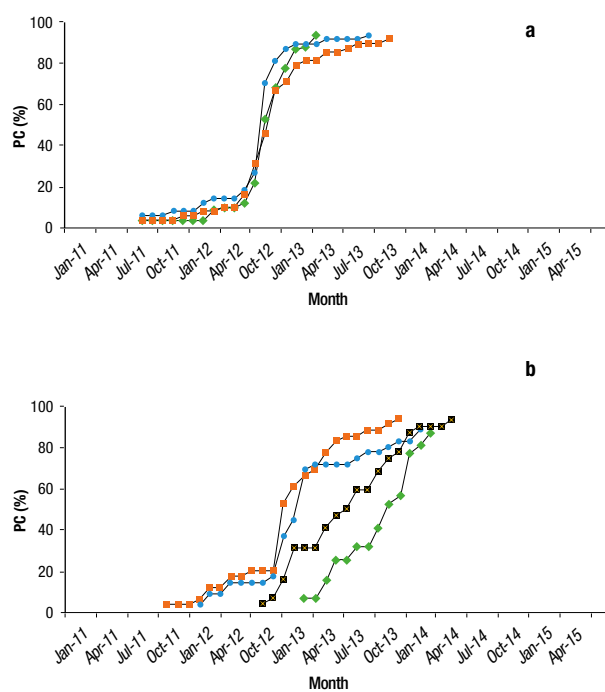 a
100
80
60
40
20
0
PC (%)
Jan-11 Apr-11 Jul-11 Oct-11 Jan-12 Apr-12 Jul-12 Oct-12 Jan-13 Apr-13 Jul-13 Oct-13 Jan-14 Apr-14 Jul-14 Oct-14 Jan-15 Apr-15
Month
b
100
80
60
40
20
0
PC (%)
Jan-11 Apr-11 Jul-11 Oct-11 Jan-12 Apr-12 Jul-12 Oct-12 Jan-13 Apr-13 Jul-13 Oct-13 Jan-14 Apr-14 Jul-14 Oct-14 Jan-15 Apr-15
Month